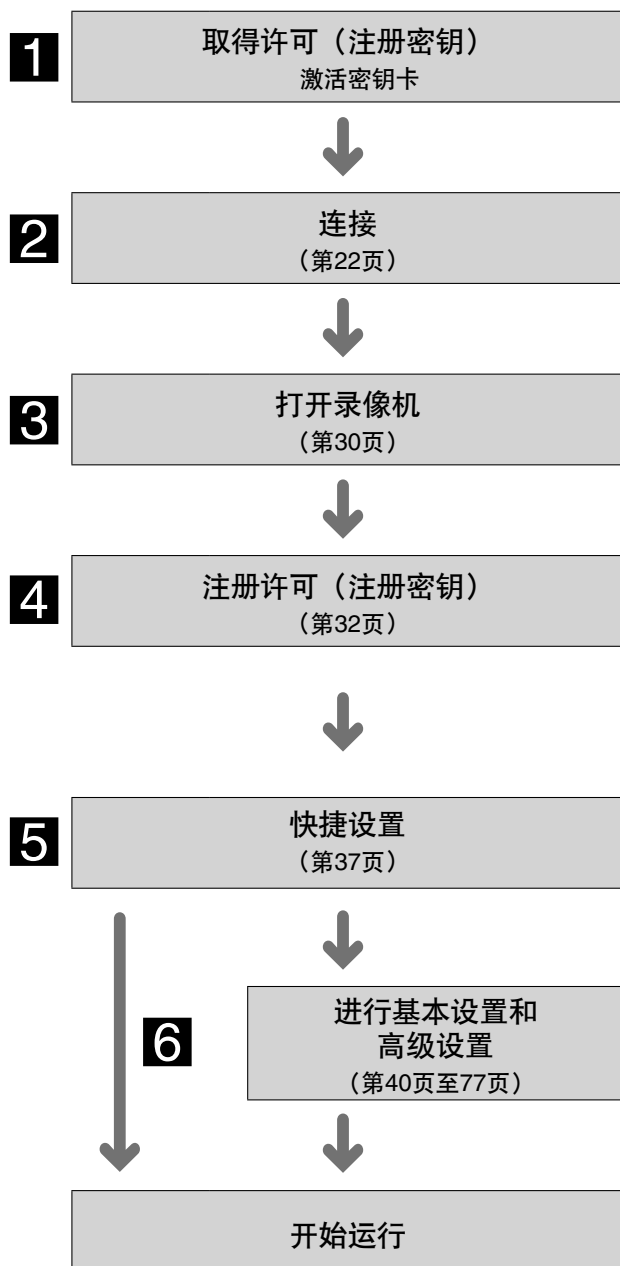 1
取得许可（注册密钥）
激活密钥卡
2
连接
（第22页）
3
打开录像机
（第30页）
4
注册许可（注册密钥）
（第32页）
5
快捷设置
（第37页）
6
进行基本设置和
高级设置
（第40页至77页）
开始运行